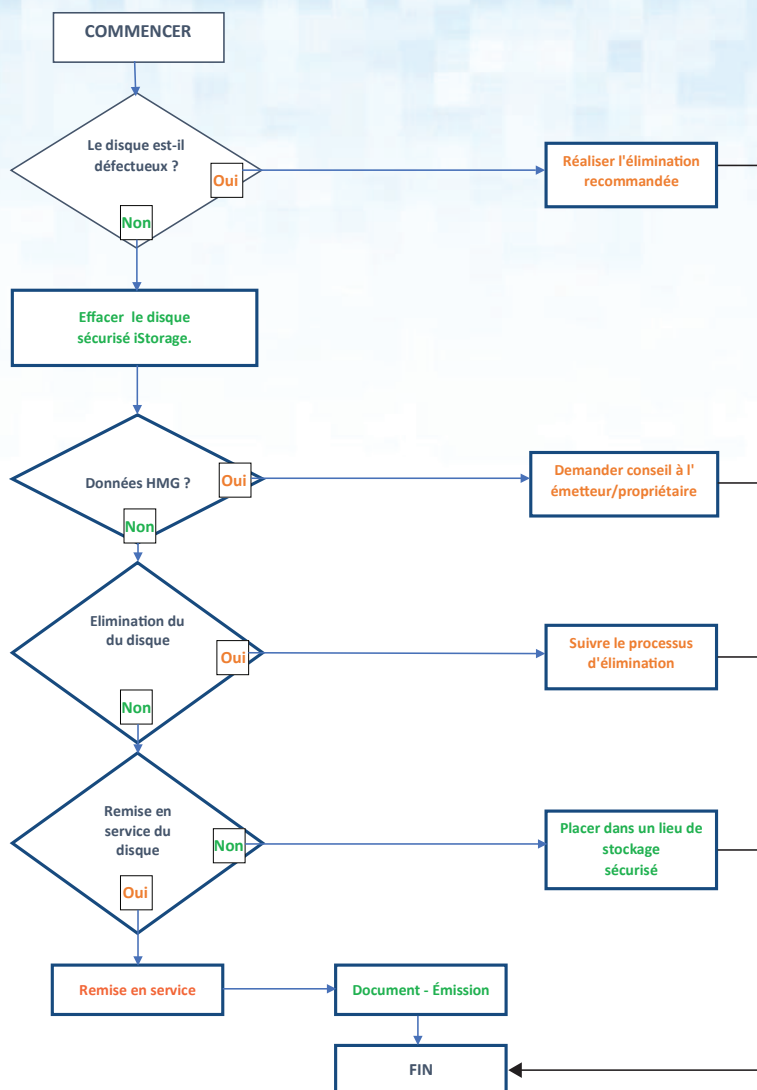 COMMENCER
Le disque est-il
défectueux ?
Oui
Réaliser l'élimination
recommandée
Non
Effacer le disque
sécurisé iStorage.
Données HMG ?
Oui
Demander conseil à l'
émetteur/propriétaire
Non
Elimination du
du disque
Oui
Suivre le processus
d'élimination
Non
Remise en
service du
disque
Non
Placer dans un lieu de
stockage
sécurisé
Oui
Remise en service
Document - Émission
FIN